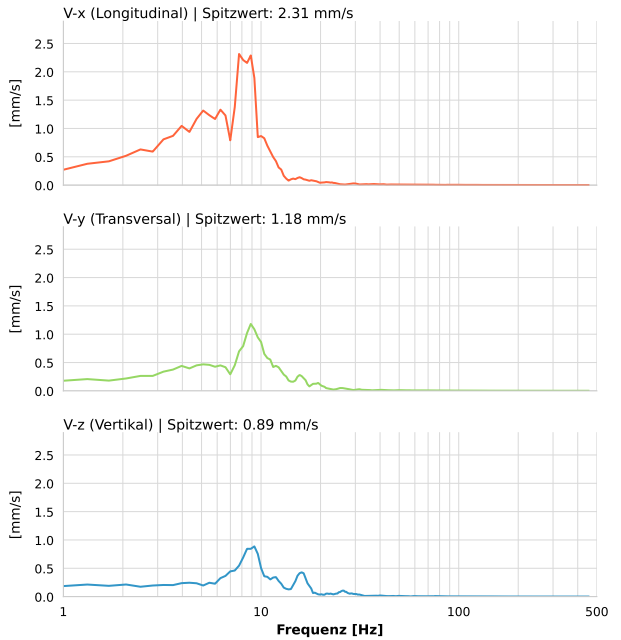 V-x (Longitudinal) | Spitzwert: 2.31 mm/s
[mm/s]
2.5
2.0
1.5
1.0
0.5
0.0
V-y (Transversal) | Spitzwert: 1.18 mm/s
[mm/s]
2.5
2.0
1.5
1.0
0.5
0.0
V-z (Vertikal) | Spitzwert: 0.89 mm/s
[mm/s]
2.5
2.0
1.5
1.0
0.5
0.0
1 10 100 500
Frequenz [Hz]